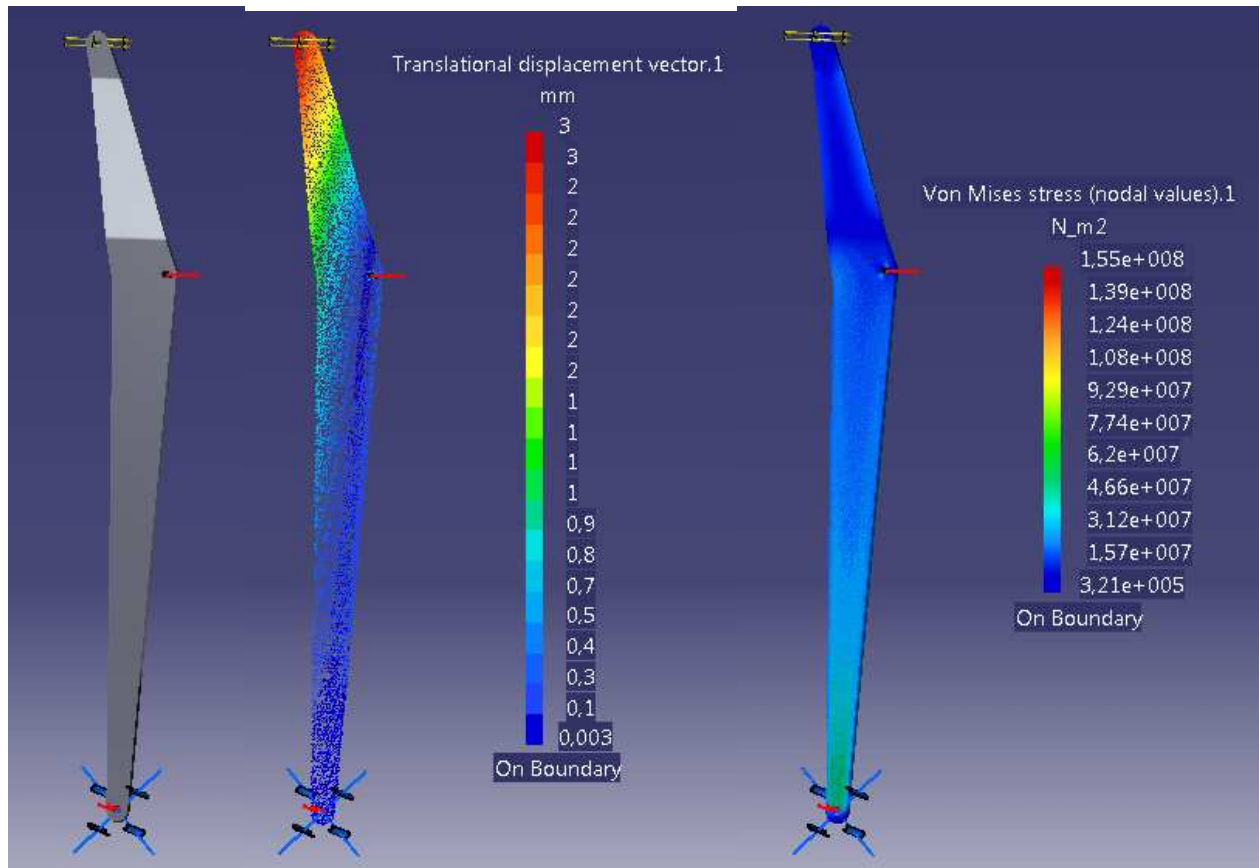 Translational displacement vector.1
mm
3
3
2
2
2
2
2
2
2
1
1
1
1
0,9
0,8
0,7
0,5
0,4
0,3
0,1
0,003
On Boundary
Von Mises stress (nodal values).1
N_m2
1,55e+008
1,39e+008
1,24e+008
1,08e+008
9,29e+007
7,74e+007
6,2e+007
4,66e+007
3,12e+007
1,57e+007
3,21e+005
On Boundary